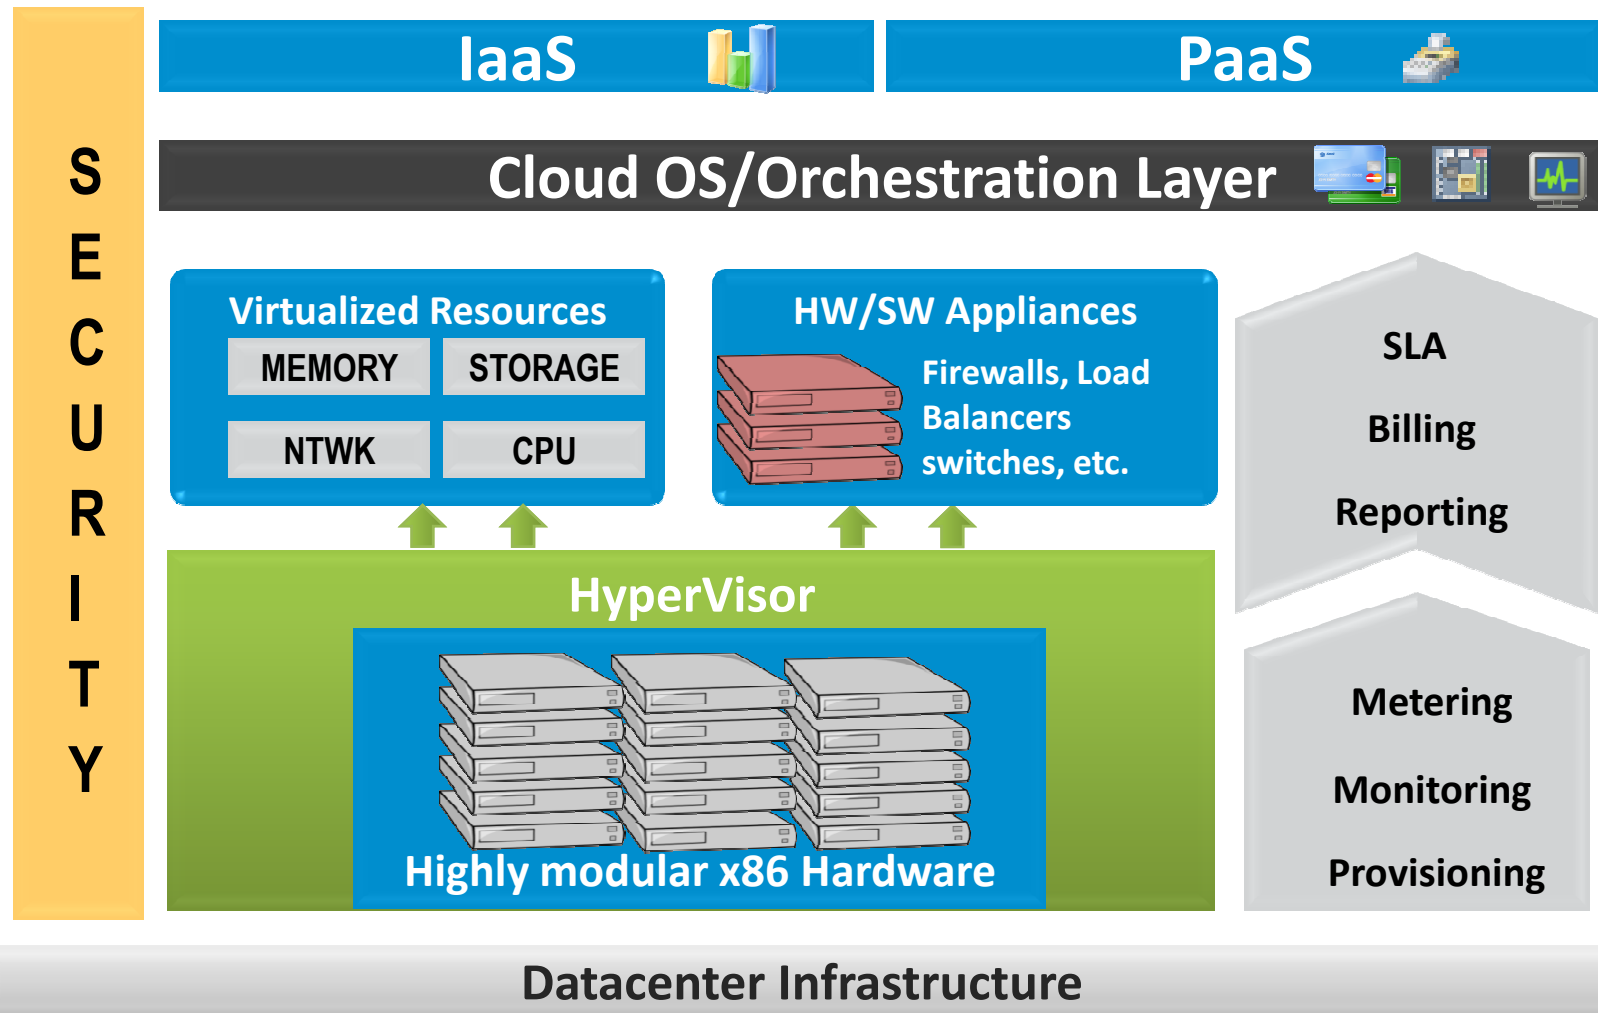 IaaS
PaaS
SECURITY
Cloud OS/Orchestration Layer
Virtualized Resources
MEMORY
STORAGE
NTWK
CPU
HW/SW Appliances
Firewalls, Load
Balancers
switches, etc.
SLA
Billing
Reporting
HyperVisor
Highly modular x86 Hardware
Metering
Monitoring
Provisioning
Datacenter Infrastructure